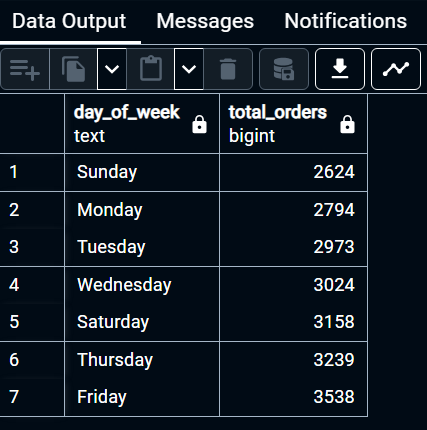 Data Output Messages Notifications
day_of_week total_orders
text bigint
1 Sunday 2624
2 Monday 2794
3 Tuesday 2973
4 Wednesday 3024
5 Saturday 3158
6 Thursday 3239
7 Friday 3538